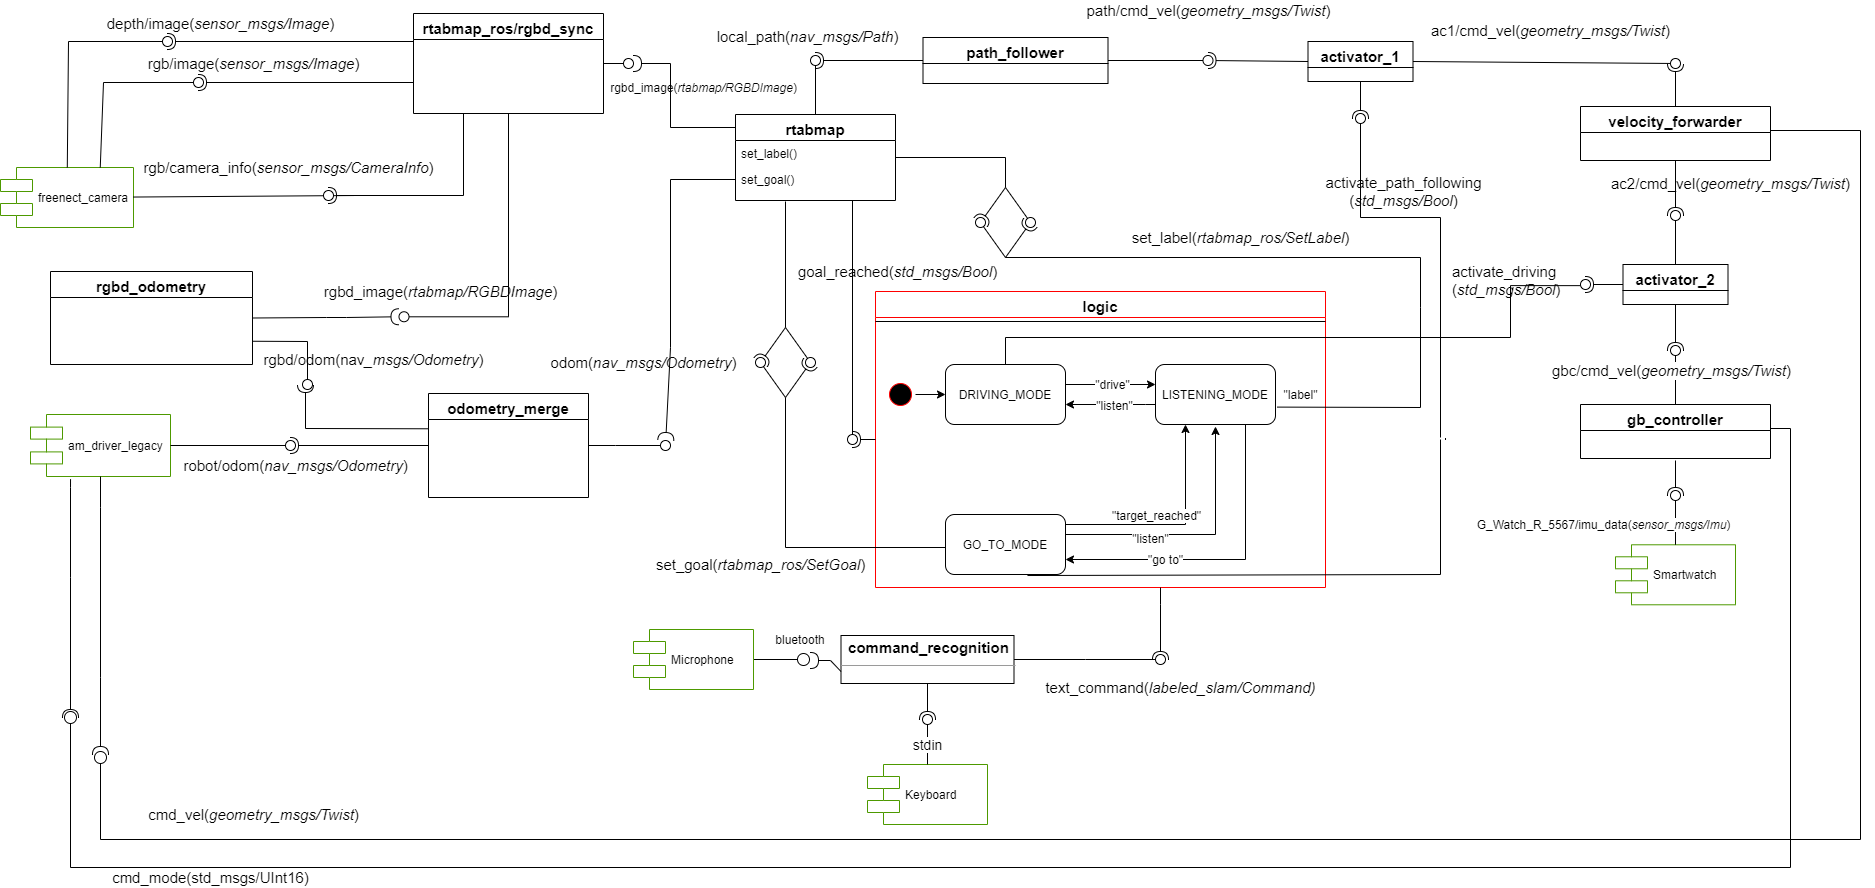 path/cmd_vel(geometry_msgs/Twist)
depth/image(sensor_msgs/Image)
rtabmap_ros/rgbd_sync
local_path(nav_msgs/Path)
ac1/cmd_vel(geometry_msgs/Twist)
path_follower
activator_1
rgb/image(sensor_msgs/Image)
rgbd_image(rtabmap/RGBDImage)
velocity_forwarder
rtabmap
set_label()
set_goal()
rgb/camera_info(sensor_msgs/CameraInfo)
freenect_camera
activate_path_following
(std_msgs/Bool)
ac2/cmd_vel(geometry_msgs/Twist)
set_label(rtabmap_ros/SetLabel)
goal_reached(std_msgs/Bool)
activate_driving
(std_msgs/Bool)
activator_2
rgbd_odometry
rgbd_image(rtabmap/RGBDImage)
logic
rgbd/odom(nav_msgs/Odometry)
odom(nav_msgs/Odometry)
gbc/cmd_vel(geometry_msgs/Twist)
DRIVING_MODE
"drive"
"listen"
LISTENING_MODE
"label"
odometry_merge
gb_controller
am_driver_legacy
robot/odom(nav_msgs/Odometry)
"target_reached"
"listen"
GO_TO_MODE
"go to"
G_Watch_R_5567/imu_data(sensor_msgs/Imu)
set_goal(rtabmap_ros/SetGoal)
Smartwatch
bluetooth
command_recognition
Microphone
text_command(labeled_slam/Command)
stdin
Keyboard
cmd_vel(geometry_msgs/Twist)
cmd_mode(std_msgs/UInt16)